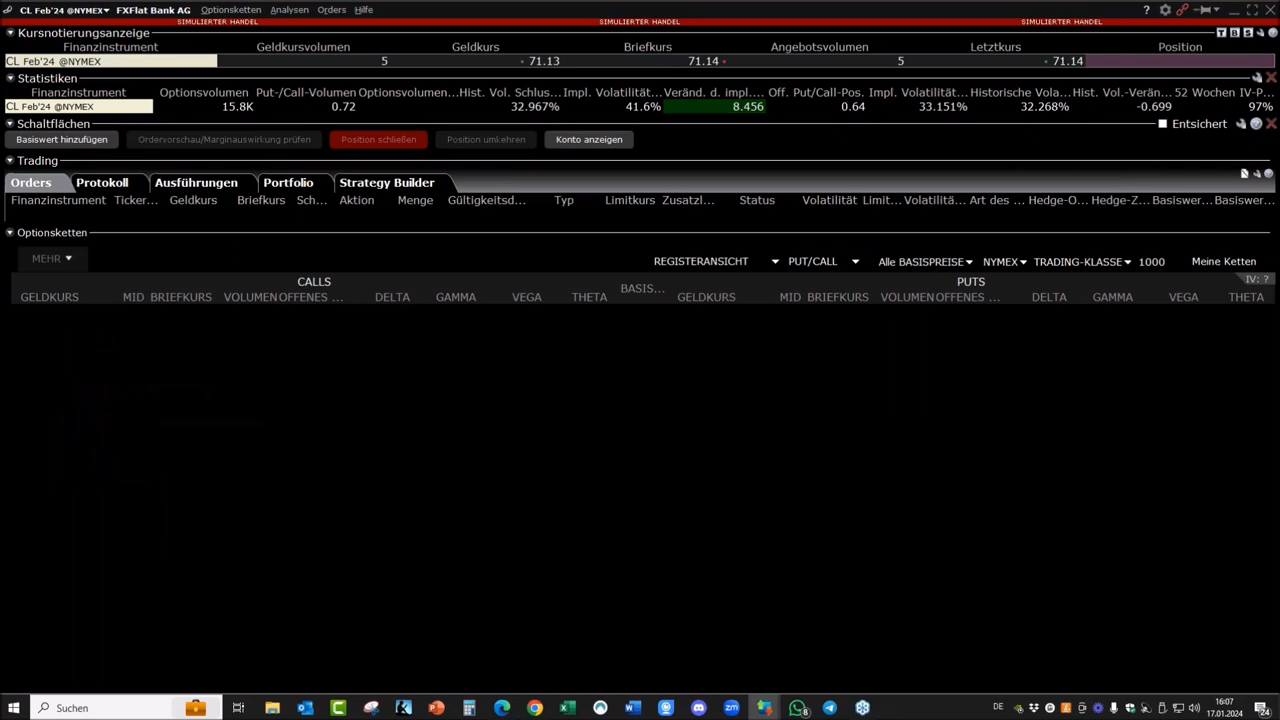 CL Feb'24 @NYMEX▾ FXFlat Bank AG Optionsketten Analysen Orders Hilfe ?
SIMULIERTER HANDEL SIMULIERTER HANDEL SIMULIERTER HANDEL
Kursnotierungsanzeige T B S
Finanzinstrument Geldkursvolumen Geldkurs Briefkurs Angebotsvolumen Letztkurs Position
CL Feb'24 @NYMEX 5 71.13 71.14 5 71.14
Statistiken
Finanzinstrument Optionsvolumen Put-/Call-Volumen Optionsvolumen... Hist. Vol. Schlus... Impl. Volatilität... Veränd. d. impl.... Off. Put/Call-Pos. Impl. Volatilität... Historische Vola... Hist. Vol.-Verän... 52 Wochen IV-P...
CL Feb'24 @NYMEX 15.8K 0.72 32.967% 41.6% 8.456 0.64 33.151% 32.268% -0.699 97%
Schaltflächen Entsichert
Basiswert hinzufügen Ordervorschau/Marginauswirkung prüfen Position schließen Position umkehren Konto anzeigen
Trading
Orders Protokoll Ausführungen Portfolio Strategy Builder
Finanzinstrument Ticker... Geldkurs Briefkurs Sch... Aktion Menge Gültigkeitsd... Typ Limitkurs Zusatzl... Status Volatilität Limit... Volatilitä... Art des ... Hedge-O... Hedge-Z... Basiswer... Basiswer...
Optionsketten
MEHR ▾ REGISTERANSICHT ▾ PUT/CALL ▾ Alle BASISPREISE▾ NYMEX▾ TRADING-KLASSE▾ 1000 Meine Ketten
CALLS PUTS IV: ?
GELDKURS MID BRIEFKURS VOLUMEN OFFENES ... DELTA GAMMA VEGA THETA BASIS... GELDKURS MID BRIEFKURS VOLUMEN OFFENES ... DELTA GAMMA VEGA THETA
Suchen DE 16:07
17.01.2024